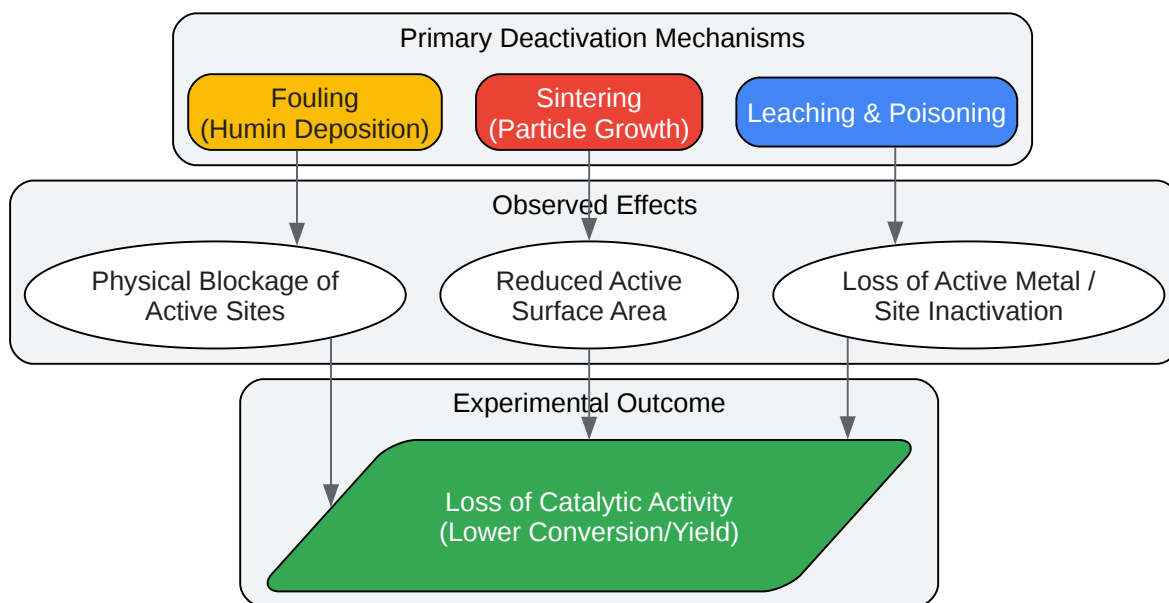 Primary Deactivation Mechanisms
Fouling
(Humin Deposition)
Sintering
(Particle Growth)
Leaching & Poisoning
Observed Effects
Physical Blockage of
Active Sites
Reduced Active
Surface Area
Loss of Active Metal /
Site Inactivation
Experimental Outcome
Loss of Catalytic Activity
(Lower Conversion/Yield)